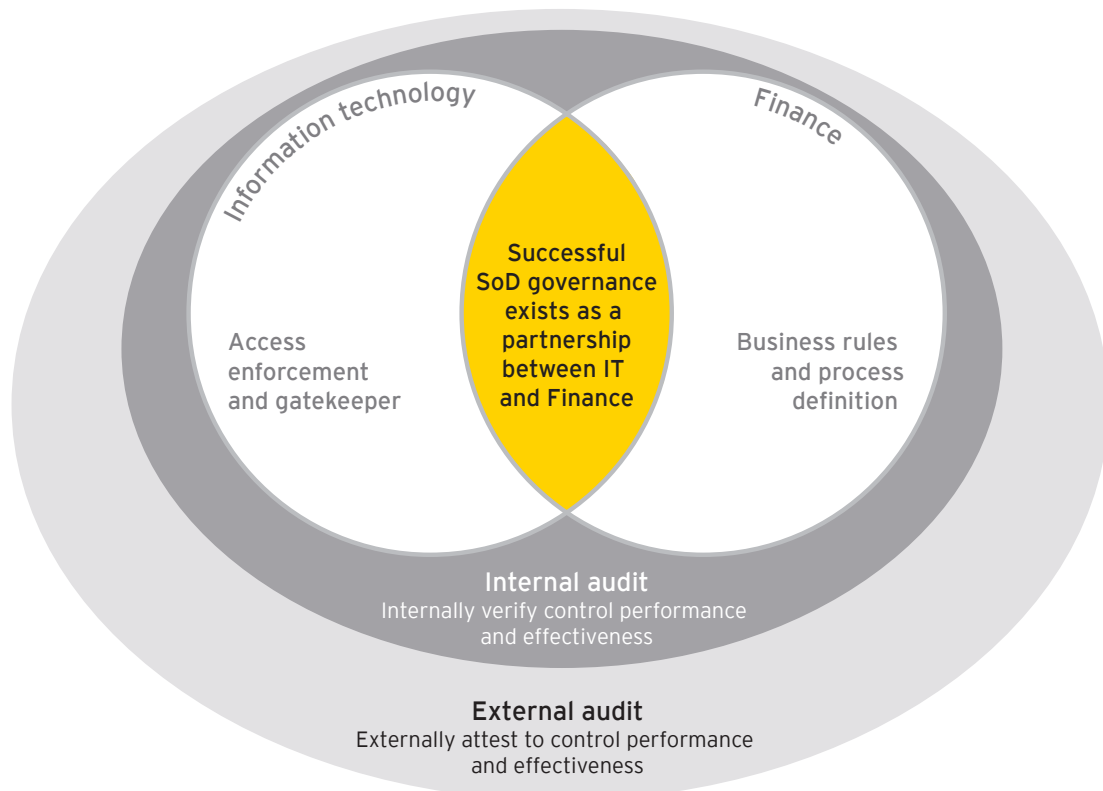 Information technology
Finance
Successful
SoD governance
exists as a
partnership
between IT
and Finance
Access
enforcement
and gatekeeper
Business rules
and process
definition
Internal audit
Internally verify control performance
and effectiveness
External audit
Externally attest to control performance
and effectiveness